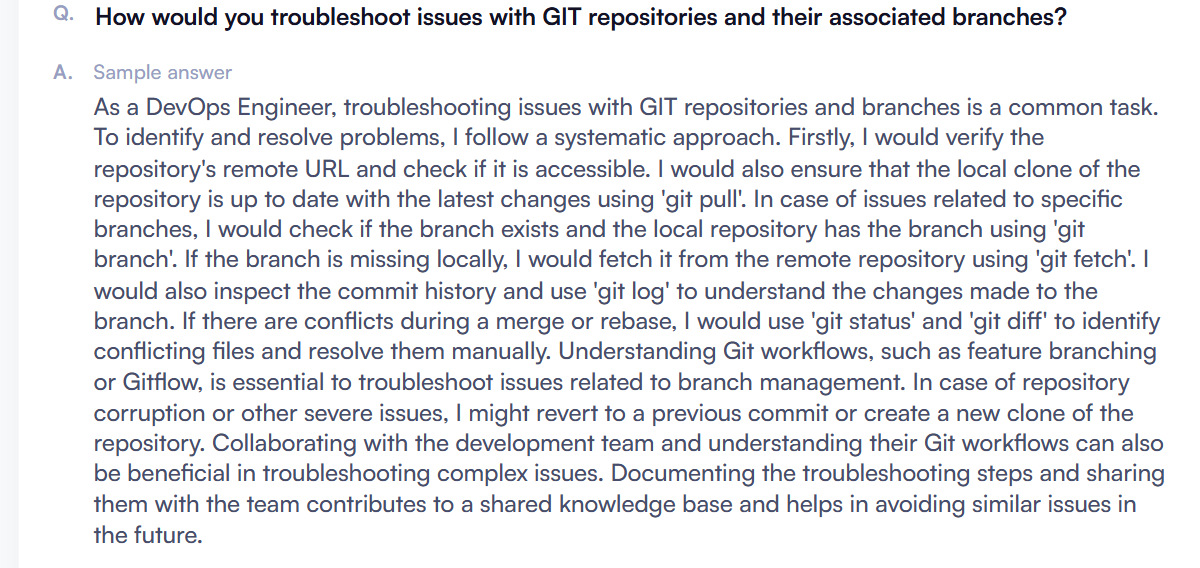 Q. How would you troubleshoot issues with GIT repositories and their associated branches?
A. Sample answer
As a DevOps Engineer, troubleshooting issues with GIT repositories and branches is a common task.
To identify and resolve problems, I follow a systematic approach. Firstly, I would verify the
repository's remote URL and check if it is accessible. I would also ensure that the local clone of the
repository is up to date with the latest changes using 'git pull'. In case of issues related to specific
branches, I would check if the branch exists and the local repository has the branch using 'git
branch'. If the branch is missing locally, I would fetch it from the remote repository using 'git fetch'. I
would also inspect the commit history and use 'git log' to understand the changes made to the
branch. If there are conflicts during a merge or rebase, I would use 'git status' and 'git diff' to identify
conflicting files and resolve them manually. Understanding Git workflows, such as feature branching
or Gitflow, is essential to troubleshoot issues related to branch management. In case of repository
corruption or other severe issues, I might revert to a previous commit or create a new clone of the
repository. Collaborating with the development team and understanding their Git workflows can also
be beneficial in troubleshooting complex issues. Documenting the troubleshooting steps and sharing
them with the team contributes to a shared knowledge base and helps in avoiding similar issues in
the future.